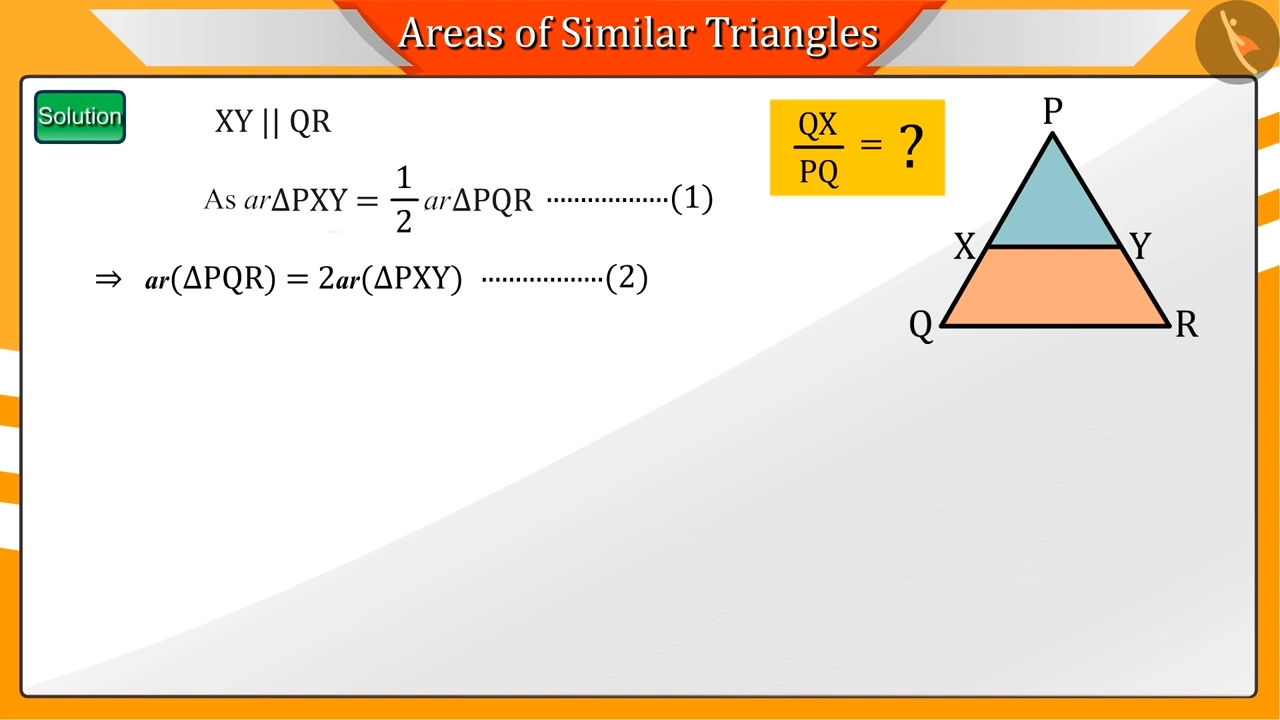 Areas of Similar Triangles
Solution
XY || QR
As arΔPXY = 1/2 arΔPQR ..................(1)
⇒ ar(ΔPQR) = 2ar(ΔPXY) ..................(2)
QX/PQ = ?
P
X Y
Q R